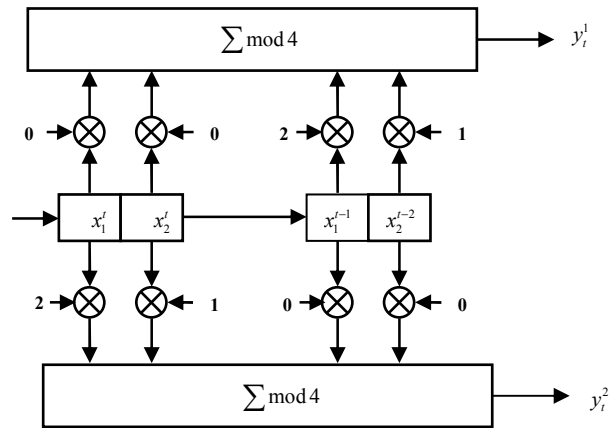 ∑ mod 4 y_t^1
0 0 2 1
x_1^t x_2^t x_1^{t-1} x_2^{t-2}
2 1 0 0
∑ mod 4 y_t^2